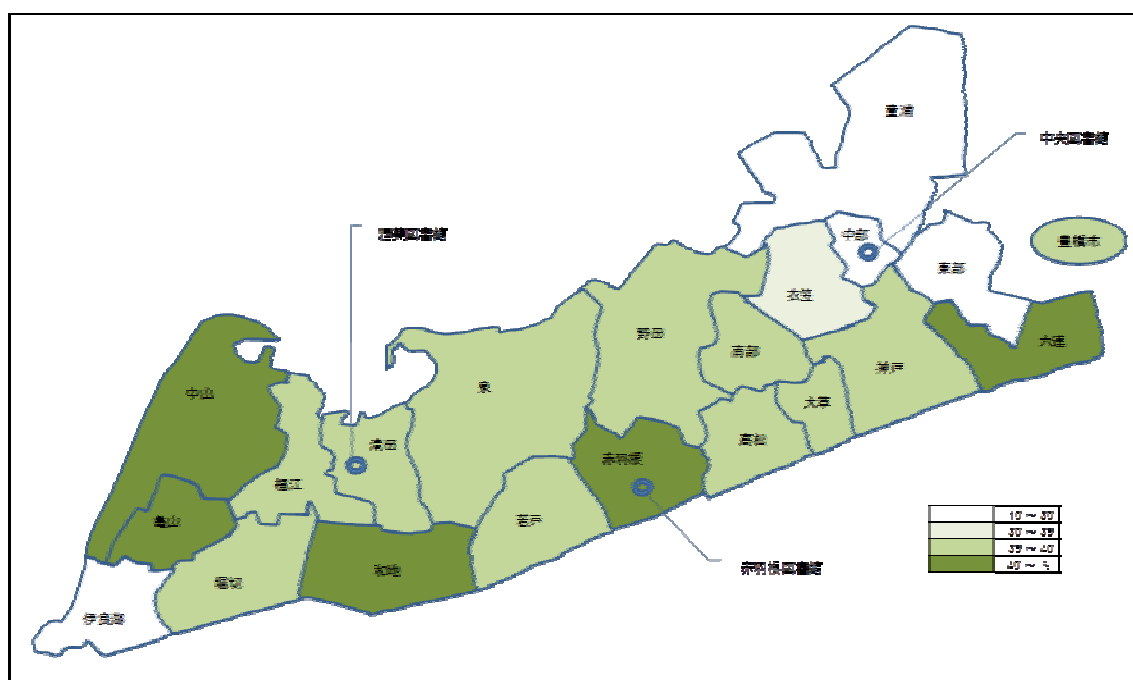 童浦
中央図書館
渥美図書館
中部
豊橋市
東部
衣笠
野田
六連
南部
神戸
中山
泉
大草
清田
高松
赤羽根
福江
亀山
若戸
赤羽根図書館
和地
堀切
伊良湖